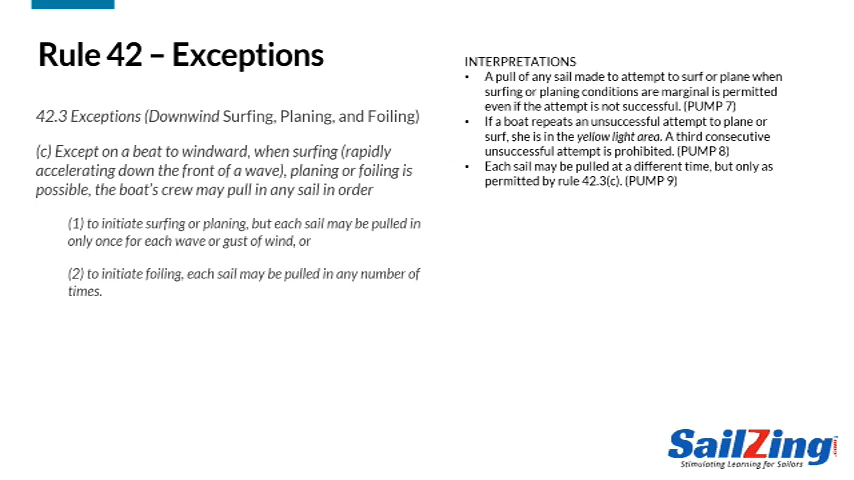 Rule 42 – Exceptions
42.3 Exceptions (Downwind Surfing, Planing, and Foiling)
(c) Except on a beat to windward, when surfing (rapidly
accelerating down the front of a wave), planing or foiling is
possible, the boat's crew may pull in any sail in order
(1) to initiate surfing or planing, but each sail may be pulled in
only once for each wave or gust of wind, or
(2) to initiate foiling, each sail may be pulled in any number of
times.
INTERPRETATIONS
• A pull of any sail made to attempt to surf or plane when
surfing or planing conditions are marginal is permitted
even if the attempt is not successful. (PUMP 7)
• If a boat repeats an unsuccessful attempt to plane or
surf, she is in the yellow light area. A third consecutive
unsuccessful attempt is prohibited. (PUMP 8)
• Each sail may be pulled at a different time, but only as
permitted by rule 42.3(c). (PUMP 9)
SailZing
Stimulating Learning for Sailors